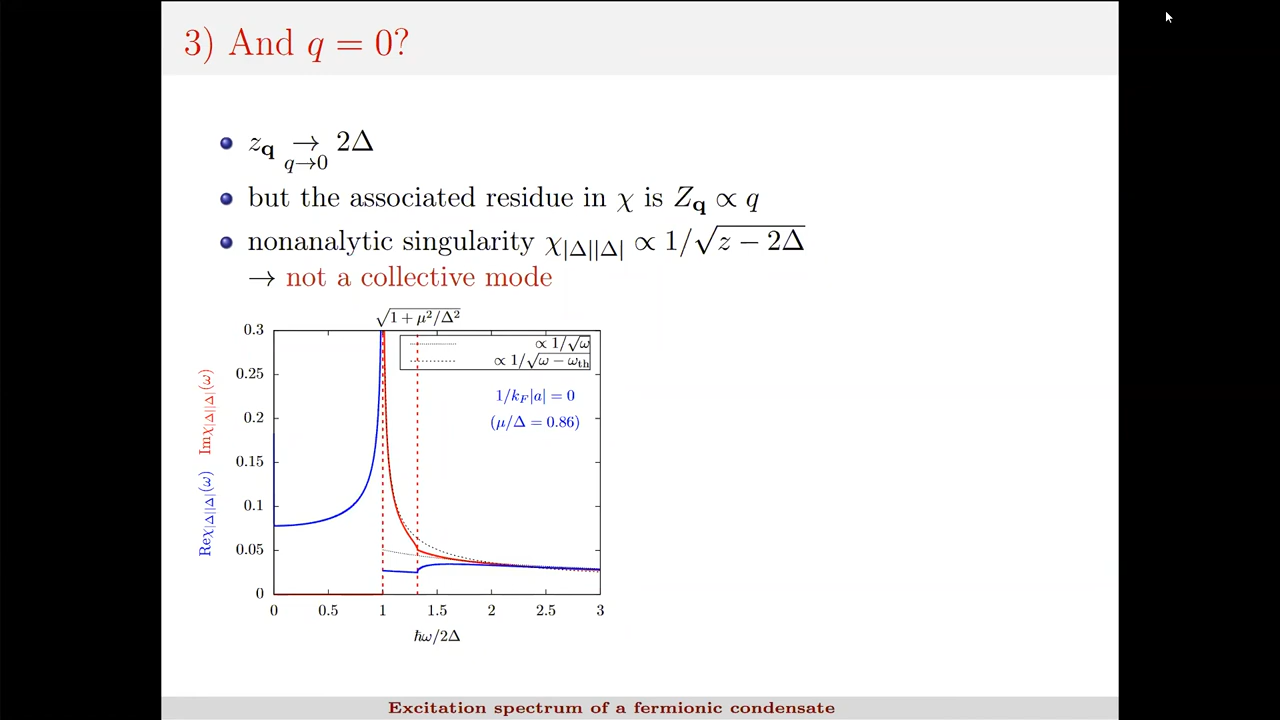 3) And q = 0?
z_q → 2Δ
q→0
but the associated residue in χ is Z_q ∝ q
nonanalytic singularity χ_|Δ||Δ| ∝ 1/√(z − 2Δ)
→ not a collective mode
√(1 + μ²/Δ²)
∝ 1/√ω
∝ 1/√(ω − ω_th)
1/k_F|a| = 0
(μ/Δ = 0.86)
Reχ_|Δ||Δ|(ω) Imχ_|Δ||Δ|(ω)
0.3
0.25
0.2
0.15
0.1
0.05
0
0 0.5 1 1.5 2 2.5 3
ħω/2Δ
Excitation spectrum of a fermionic condensate